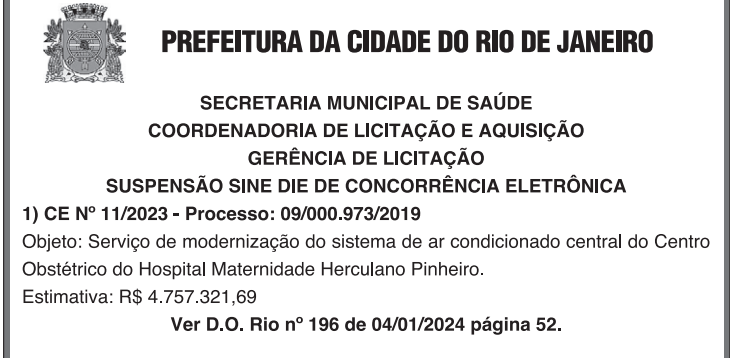 PREFEITURA DA CIDADE DO RIO DE JANEIRO
SECRETARIA MUNICIPAL DE SAÚDE
COORDENADORIA DE LICITAÇÃO E AQUISIÇÃO
GERÊNCIA DE LICITAÇÃO
SUSPENSÃO SINE DIE DE CONCORRÊNCIA ELETRÔNICA
1) CE Nº 11/2023 - Processo: 09/000.973/2019
Objeto: Serviço de modernização do sistema de ar condicionado central do Centro
Obstétrico do Hospital Maternidade Herculano Pinheiro.
Estimativa: R$ 4.757.321,69
Ver D.O. Rio nº 196 de 04/01/2024 página 52.